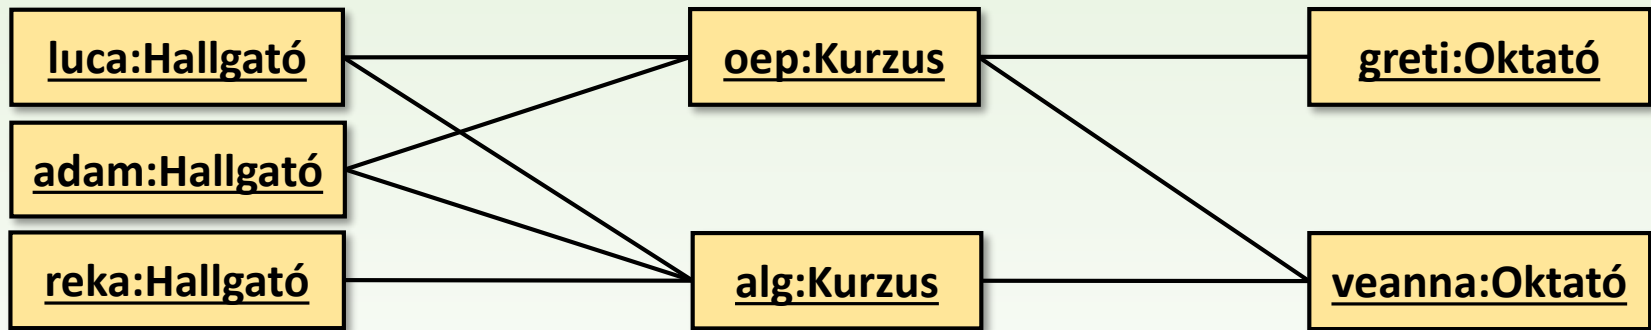 luca:Hallgató
oep:Kurzus
greti:Oktató
adam:Hallgató
reka:Hallgató
alg:Kurzus
veanna:Oktató